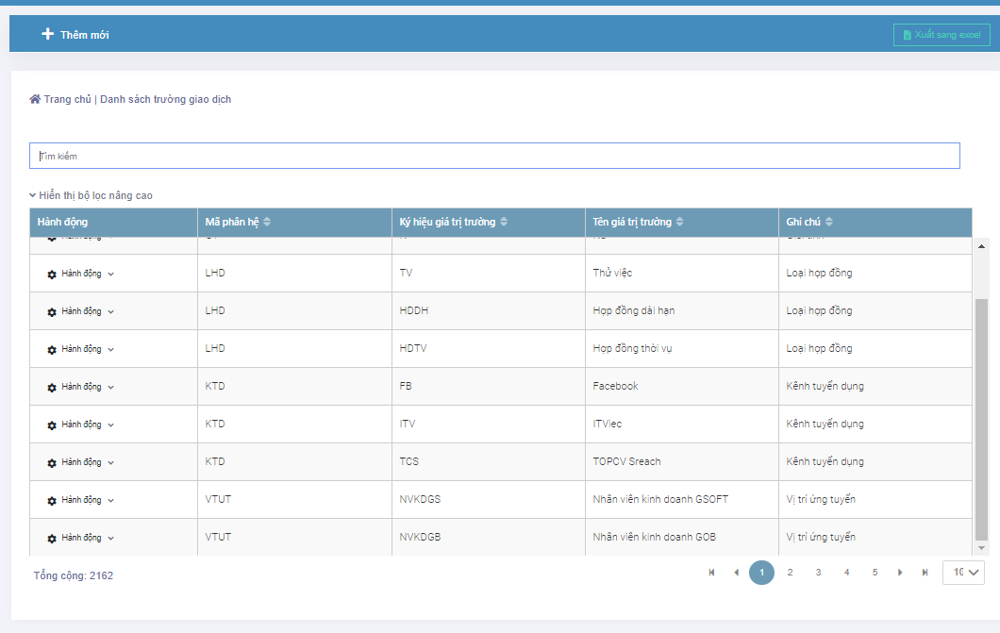 Thêm mới
Xuất sang excel
Trang chủ | Danh sách trường giao dịch
Tìm kiếm
Hiển thị bộ lọc nâng cao
Hành động Mã phân hệ Ký hiệu giá trị trường Tên giá trị trường Ghi chú
Hành động LHD TV Thử việc Loại hợp đồng
Hành động LHD HDDH Hợp đồng dài hạn Loại hợp đồng
Hành động LHD HDTV Hợp đồng thời vụ Loại hợp đồng
Hành động KTD FB Facebook Kênh tuyển dụng
Hành động KTD ITV ITViec Kênh tuyển dụng
Hành động KTD TCS TOPCV Sreach Kênh tuyển dụng
Hành động VTUT NVKDGS Nhân viên kinh doanh GSOFT Vị trí ứng tuyển
Hành động VTUT NVKDGB Nhân viên kinh doanh GOB Vị trí ứng tuyển
Tổng cộng: 2162
1 2 3 4 5 10